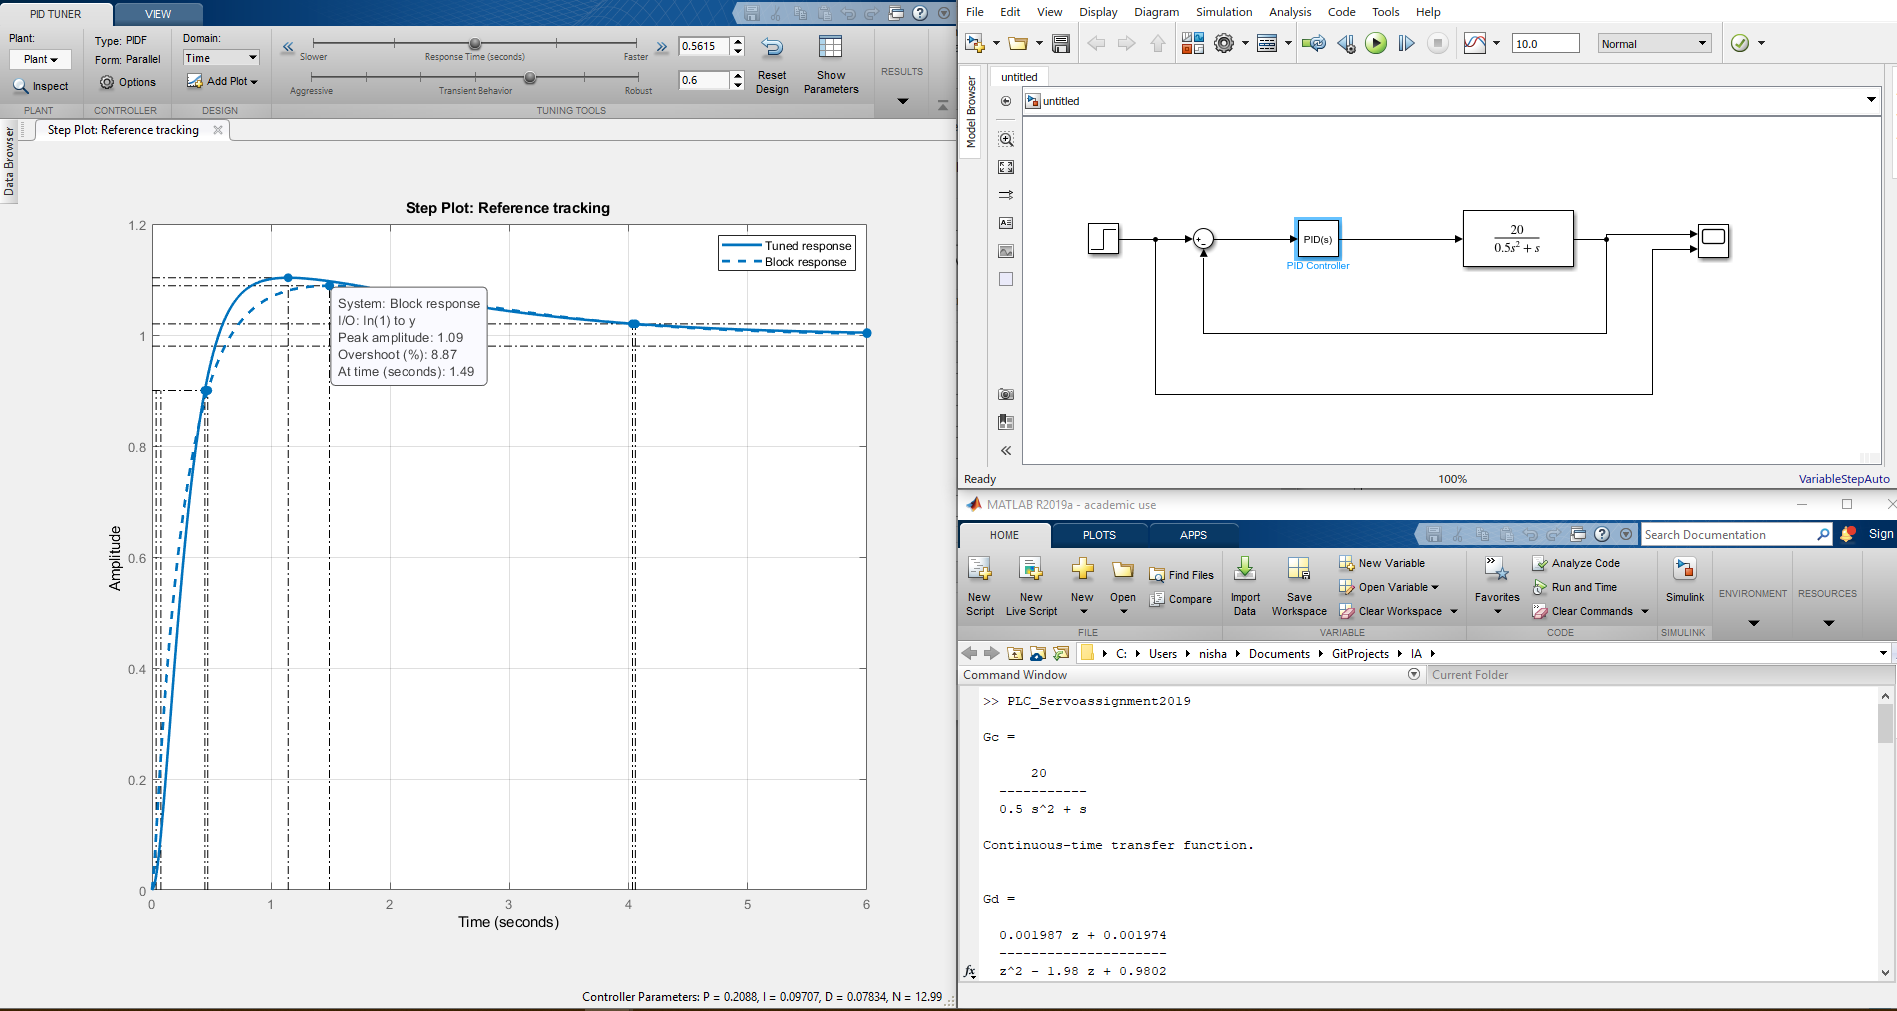 PID TUNER
VIEW
Plant:
Plant
Inspect
PLANT
Type: PIDF
Form: Parallel
Options
CONTROLLER
Domain:
Time
Add Plot
DESIGN
Slower
Response Time (seconds)
Faster
0.5615
Aggressive
Transient Behavior
Robust
0.6
Reset
Design
Show
Parameters
TUNING TOOLS
RESULTS
Data Browser
Step Plot: Reference tracking
Step Plot: Reference tracking
Tuned response
Block response
System: Block response
I/O: In(1) to y
Peak amplitude: 1.09
Overshoot (%): 8.87
At time (seconds): 1.49
1.2
1
0.8
0.6
0.4
0.2
0
Amplitude
0 1 2 3 4 5 6
Time (seconds)
Controller Parameters: P = 0.2088, I = 0.09707, D = 0.07834, N = 12.99
File Edit View Display Diagram Simulation Analysis Code Tools Help
10.0
Normal
Model Browser
untitled
untitled
PID(s)
PID Controller
20
0.5s² + s
Ready
100%
VariableStepAuto
MATLAB R2019a - academic use
HOME
PLOTS
APPS
Search Documentation
Sign
New
Script
New
Live Script
New
Open
Find Files
Compare
FILE
Import
Data
Save
Workspace
New Variable
Open Variable
Clear Workspace
VARIABLE
Favorites
Analyze Code
Run and Time
Clear Commands
CODE
Simulink
SIMULINK
ENVIRONMENT
RESOURCES
C: Users nisha Documents GitProjects IA
Command Window
Current Folder
>> PLC_Servoassignment2019
Gc =
20
-----------
0.5 s^2 + s
Continuous-time transfer function.
Gd =
0.001987 z + 0.001974
---------------------
z^2 - 1.98 z + 0.9802
fx